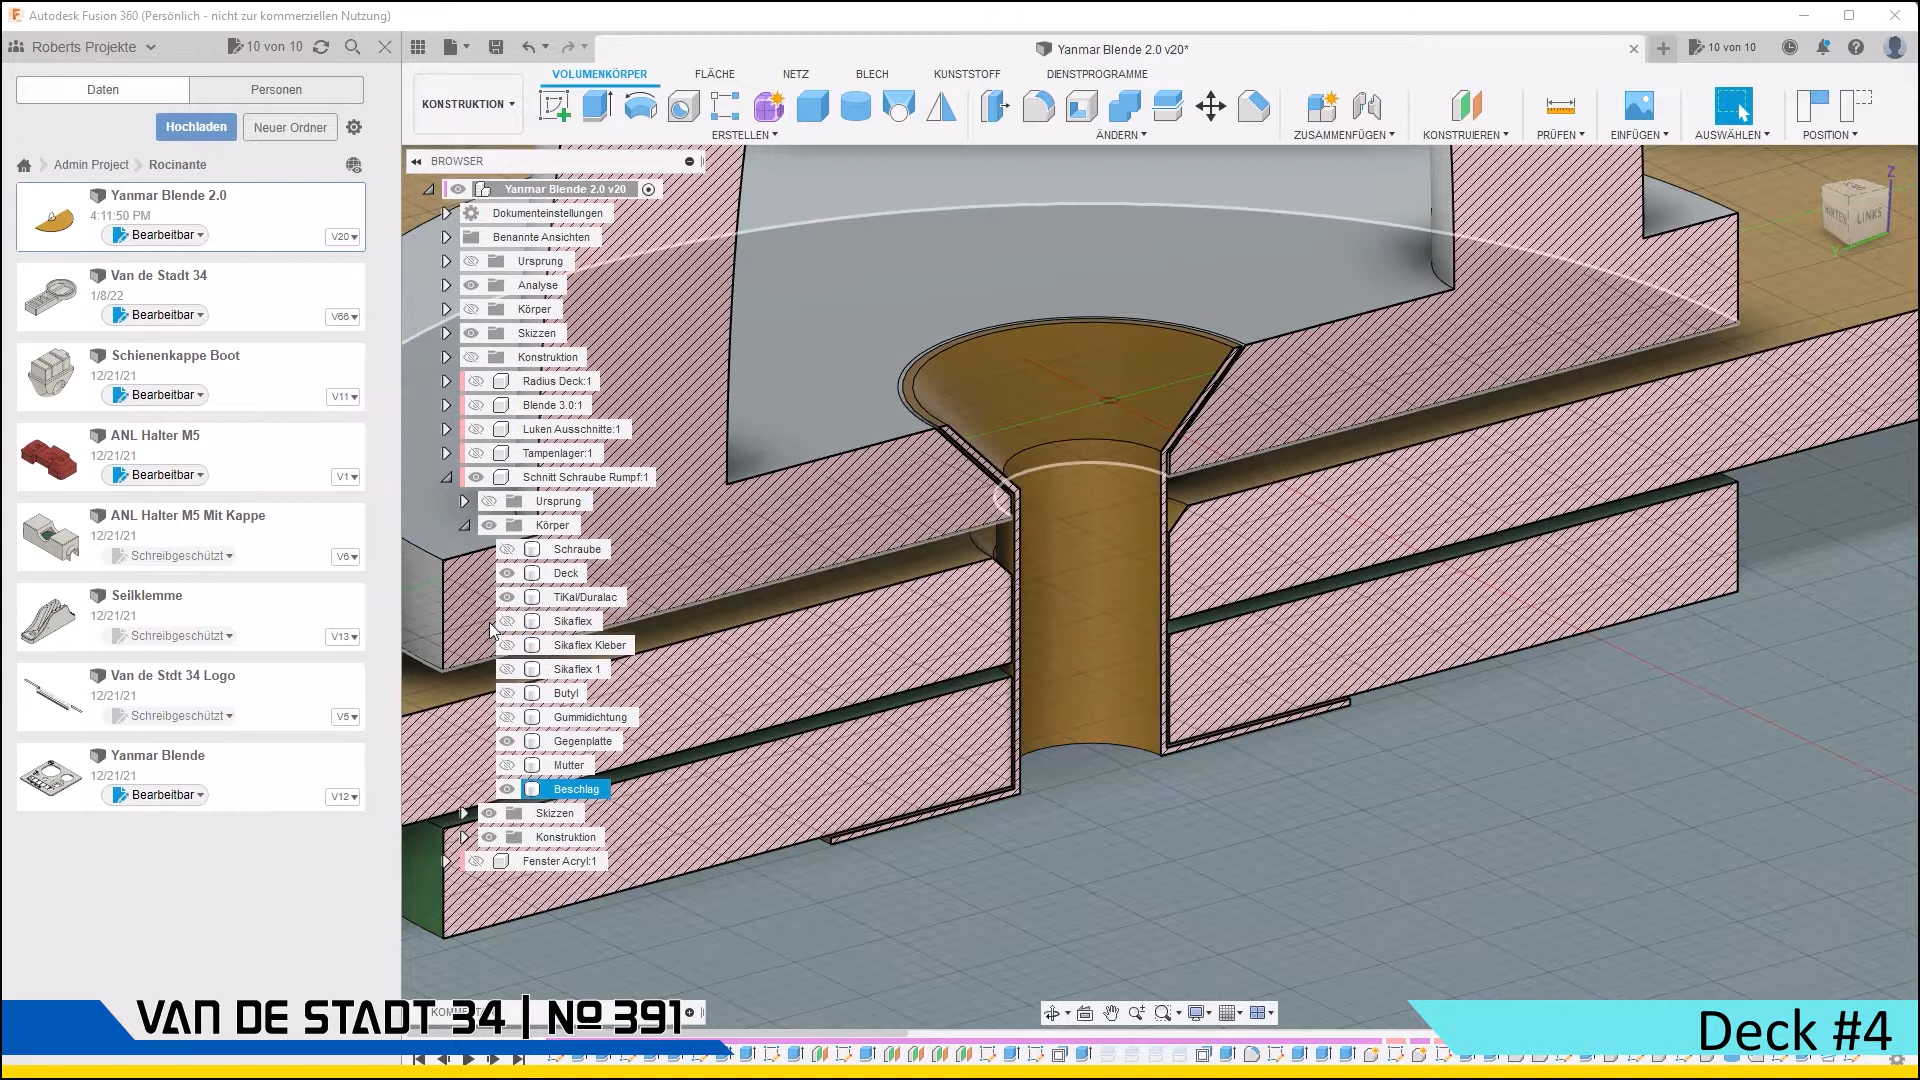 Autodesk Fusion 360 (Persönlich - nicht zur kommerziellen Nutzung)
Roberts Projekte
10 von 10
Yanmar Blende 2.0 v20*
10 von 10
Daten
Personen
Hochladen
Neuer Ordner
Admin Project
Rocinante
Yanmar Blende 2.0
4:11:50 PM
Bearbeitbar
V20
Van de Stadt 34
1/8/22
Bearbeitbar
V66
Schienenkappe Boot
12/21/21
Bearbeitbar
V11
ANL Halter M5
12/21/21
Bearbeitbar
V1
ANL Halter M5 Mit Kappe
12/21/21
Schreibgeschützt
V6
Seilklemme
12/21/21
Schreibgeschützt
V13
Van de Stdt 34 Logo
12/21/21
Schreibgeschützt
V5
Yanmar Blende
12/21/21
Bearbeitbar
V12
KONSTRUKTION
VOLUMENKÖRPER
FLÄCHE
NETZ
BLECH
KUNSTSTOFF
DIENSTPROGRAMME
ERSTELLEN
ÄNDERN
ZUSAMMENFÜGEN
KONSTRUIEREN
PRÜFEN
EINFÜGEN
AUSWÄHLEN
POSITION
BROWSER
Yanmar Blende 2.0 v20
Dokumenteinstellungen
Benannte Ansichten
Ursprung
Analyse
Körper
Skizzen
Konstruktion
Radius Deck:1
Blende 3.0:1
Luken Ausschnitte:1
Tampenlager:1
Schnitt Schraube Rumpf:1
Ursprung
Körper
Schraube
Deck
TiKal/Duralac
Sikaflex
Sikaflex Kleber
Sikaflex 1
Butyl
Gummidichtung
Gegenplatte
Mutter
Beschlag
Skizzen
Konstruktion
Fenster Acryl:1
Z
HINTEN
LINKS
Y
VAN DE STADT 34 | Nº 391
Deck #4